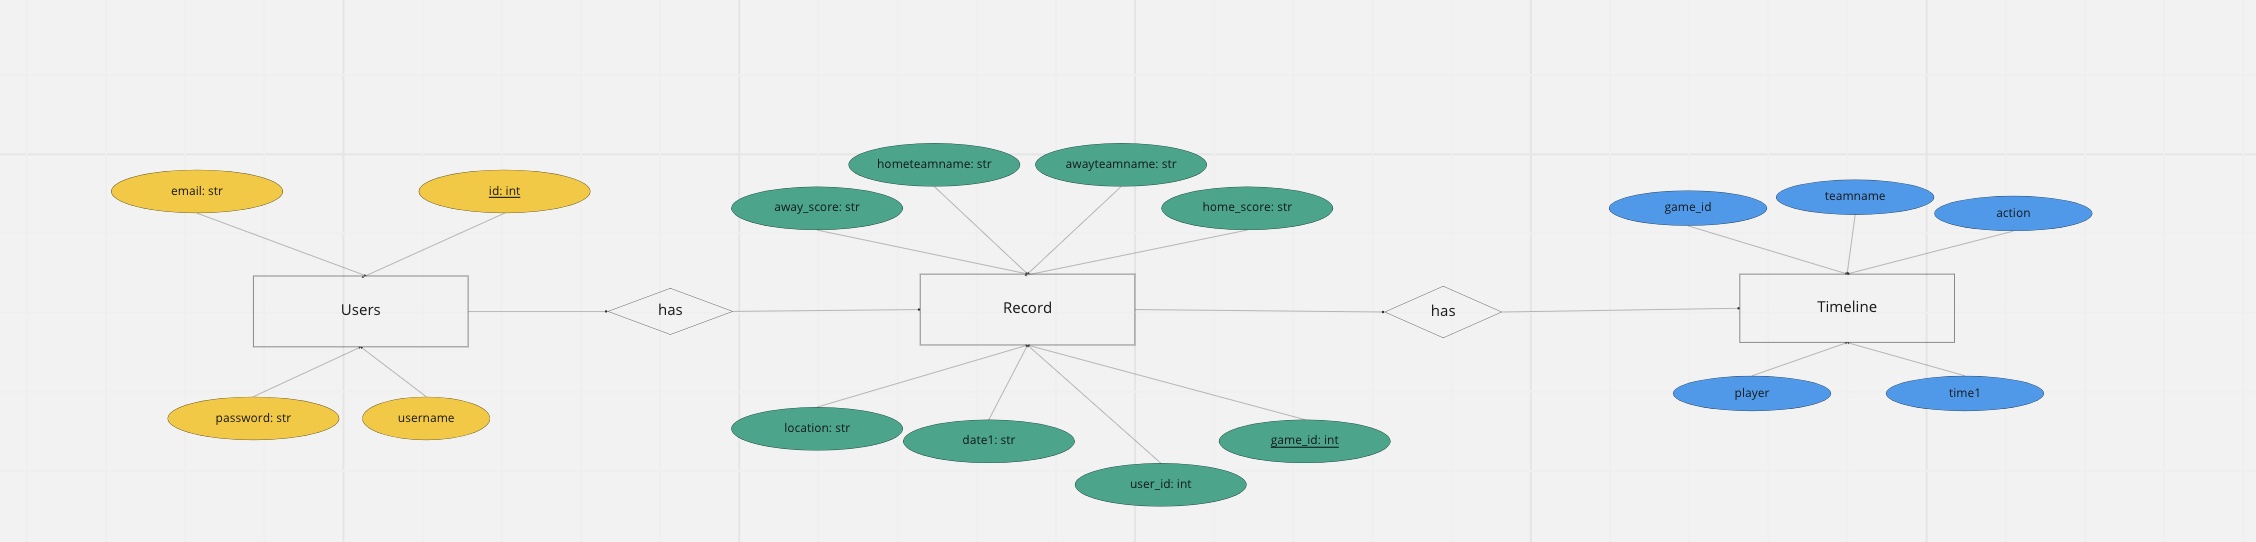 email: str
id: int
Users
password: str
username
has
hometeamname: str
awayteamname: str
away_score: str
home_score: str
Record
location: str
date1: str
user_id: int
game_id: int
has
game_id
teamname
action
Timeline
player
time1